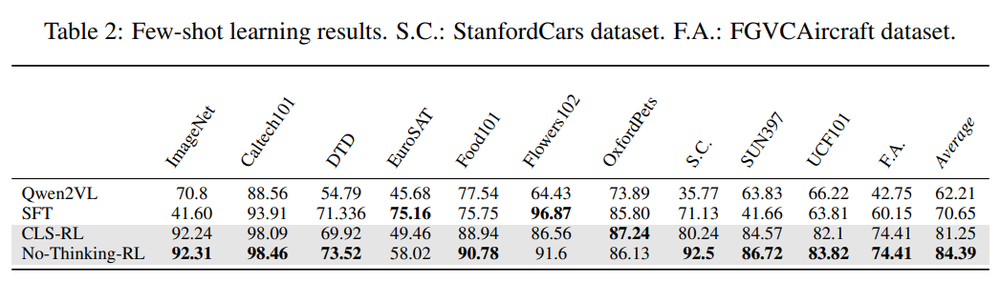 Table 2: Few-shot learning results. S.C.: StanfordCars dataset. F.A.: FGVCAircraft dataset.
ImageNet Caltech101 DTD EuroSAT Food101 Flowers102 OxfordPets S.C. SUN397 UCF101 F.A. Average
Qwen2VL 70.8 88.56 54.79 45.68 77.54 64.43 73.89 35.77 63.83 66.22 42.75 62.21
SFT 41.60 93.91 71.336 75.16 75.75 96.87 85.80 71.13 41.66 63.81 60.15 70.65
CLS-RL 92.24 98.09 69.92 49.46 88.94 86.56 87.24 80.24 84.57 82.1 74.41 81.25
No-Thinking-RL 92.31 98.46 73.52 58.02 90.78 91.6 86.13 92.5 86.72 83.82 74.41 84.39